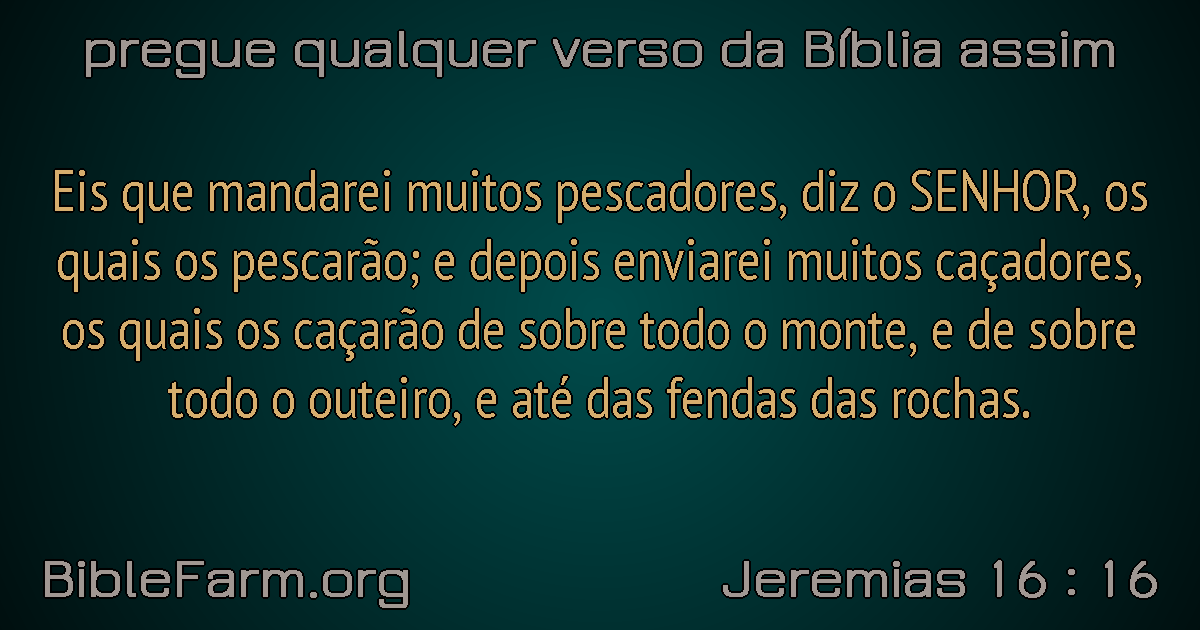 pregue qualquer verso da Bíblia assim
Eis que mandarei muitos pescadores, diz o SENHOR, os
quais os pescarão; e depois enviarei muitos caçadores,
os quais os caçarão de sobre todo o monte, e de sobre
todo o outeiro, e até das fendas das rochas.
BibleFarm.org
Jeremias 16 : 16